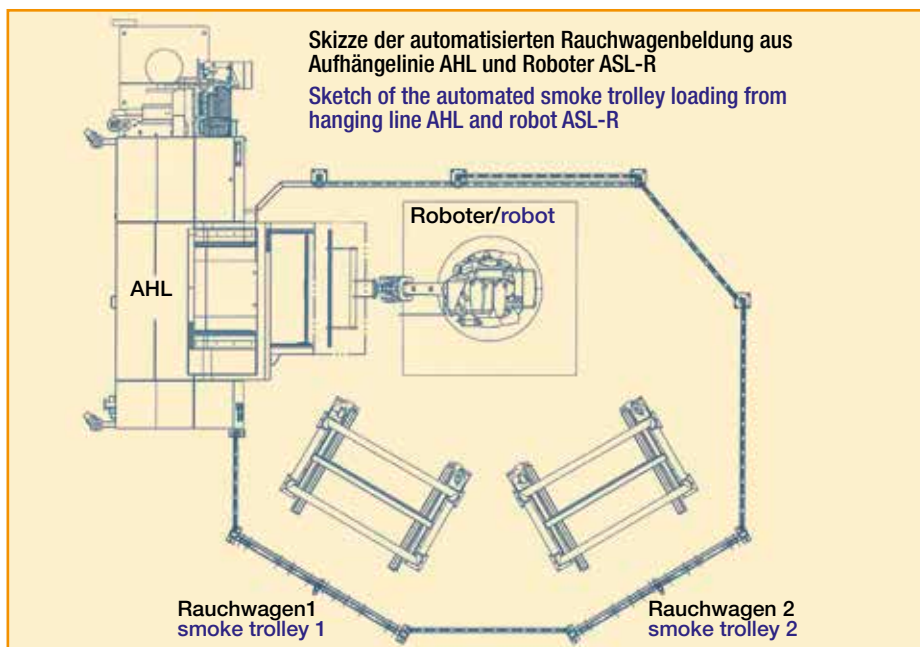 Skizze der automatisierten Rauchwagenbeldung aus
Aufhängelinie AHL und Roboter ASL-R
Sketch of the automated smoke trolley loading from
hanging line AHL and robot ASL-R
Roboter/robot
AHL
Rauchwagen1
smoke trolley 1
Rauchwagen 2
smoke trolley 2